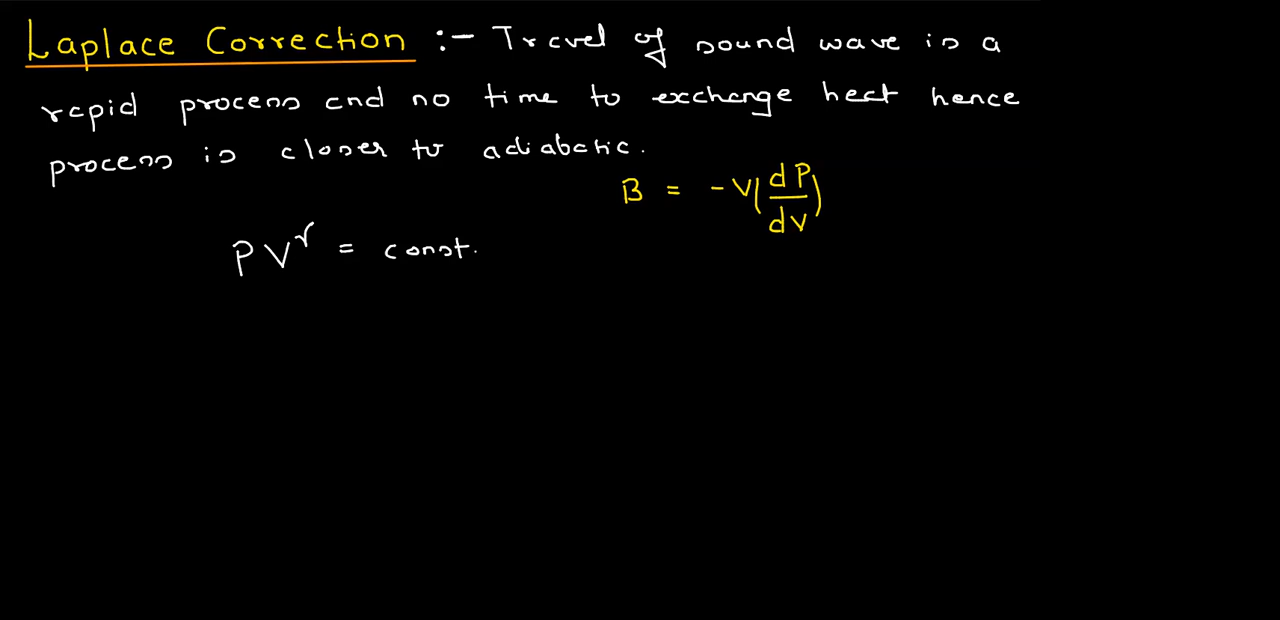 Laplace Correction :- Travel of sound wave is a
rapid process and no time to exchange heat hence
process is closer to adiabatic.
B = -V(dP/dV)
PV^γ = const.